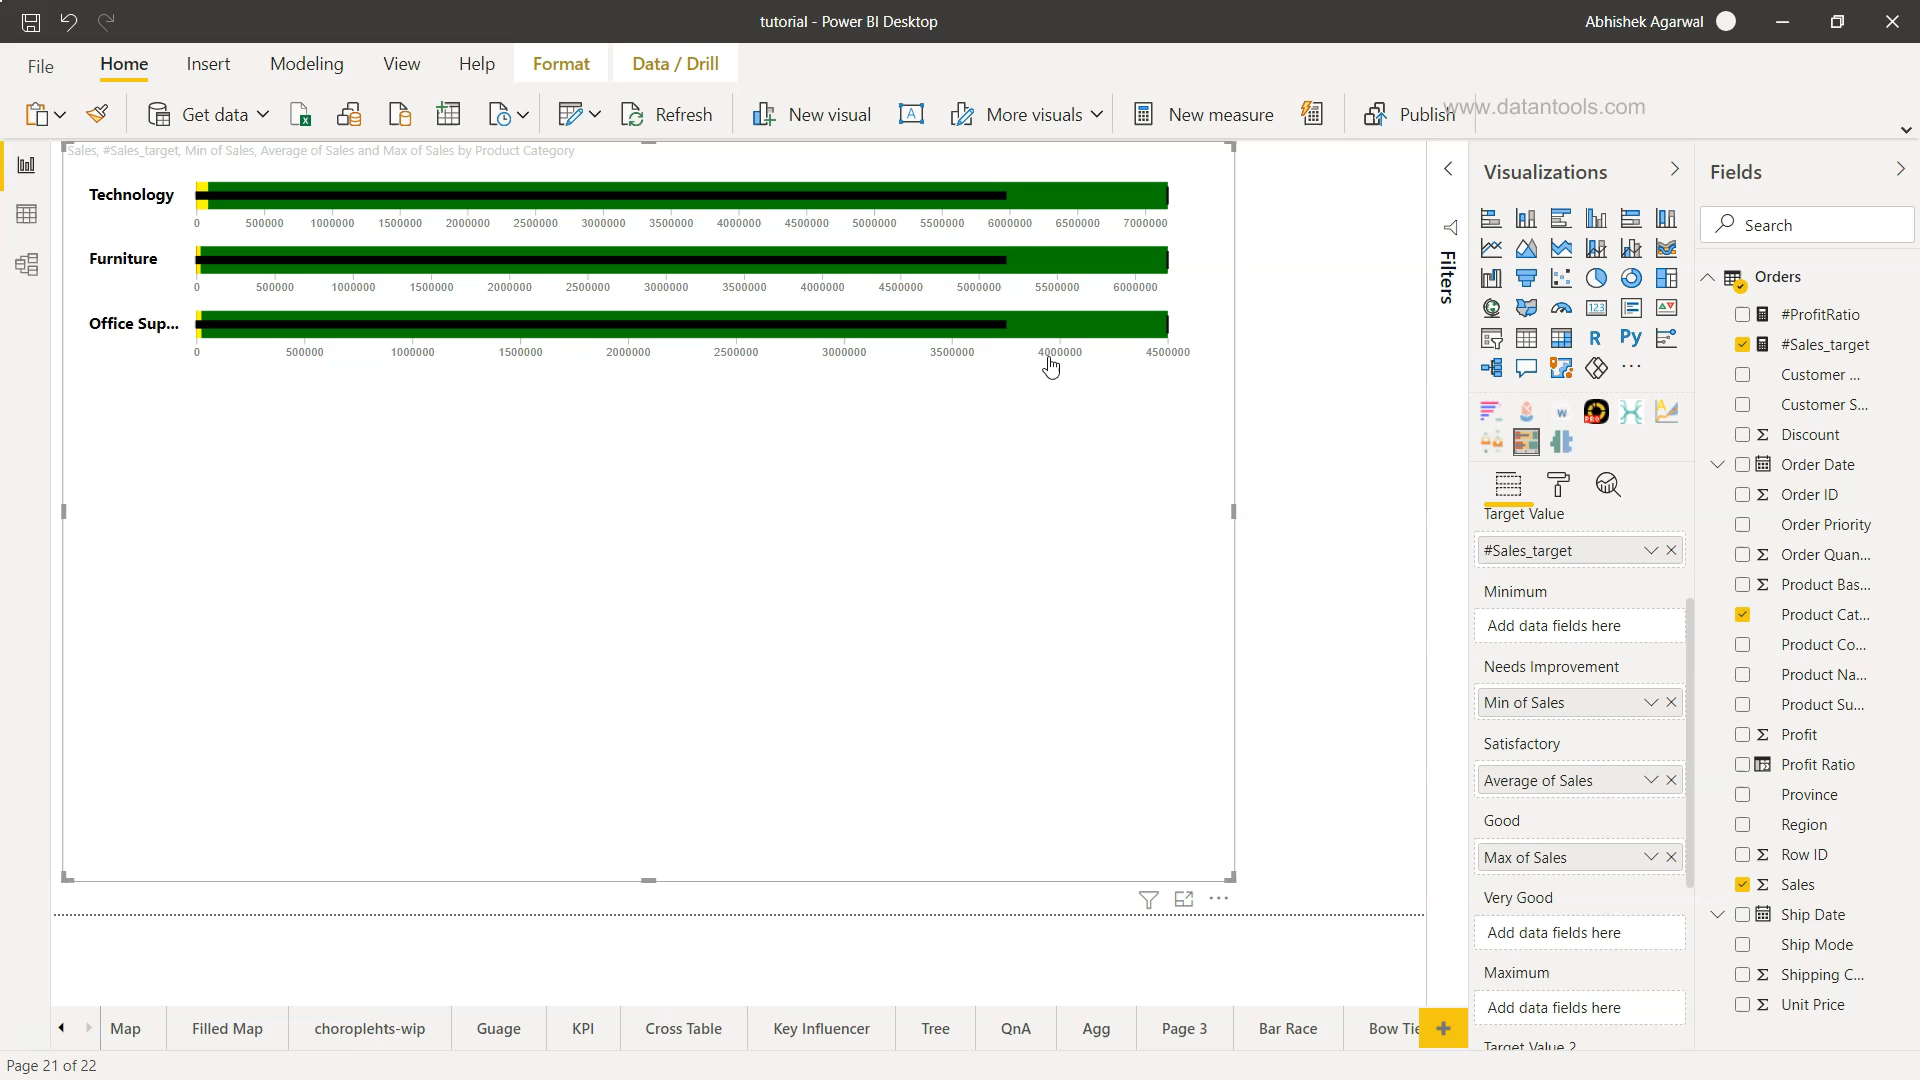 tutorial - Power BI Desktop
Abhishek Agarwal
File
Home
Insert
Modeling
View
Help
Format
Data / Drill
Get data
Refresh
New visual
More visuals
New measure
Publish
www.datantools.com
Sales, #Sales_target, Min of Sales, Average of Sales and Max of Sales by Product Category
Technology
0 500000 1000000 1500000 2000000 2500000 3000000 3500000 4000000 4500000 5000000 5500000 6000000 6500000 7000000
Furniture
0 500000 1000000 1500000 2000000 2500000 3000000 3500000 4000000 4500000 5000000 5500000 6000000
Office Sup...
0 500000 1000000 1500000 2000000 2500000 3000000 3500000 4000000 4500000
Filters
Visualizations
123
R
Py
W
PRO
Target Value
#Sales_target
Minimum
Add data fields here
Needs Improvement
Min of Sales
Satisfactory
Average of Sales
Good
Max of Sales
Very Good
Add data fields here
Maximum
Add data fields here
Target Value 2
Fields
Search
Orders
#ProfitRatio
#Sales_target
Customer ...
Customer S...
Discount
Order Date
Order ID
Order Priority
Order Quan...
Product Bas...
Product Cat...
Product Co...
Product Na...
Product Su...
Profit
Profit Ratio
Province
Region
Row ID
Sales
Ship Date
Ship Mode
Shipping C...
Unit Price
Map
Filled Map
choroplehts-wip
Guage
KPI
Cross Table
Key Influencer
Tree
QnA
Agg
Page 3
Bar Race
Bow Tie
Page 21 of 22